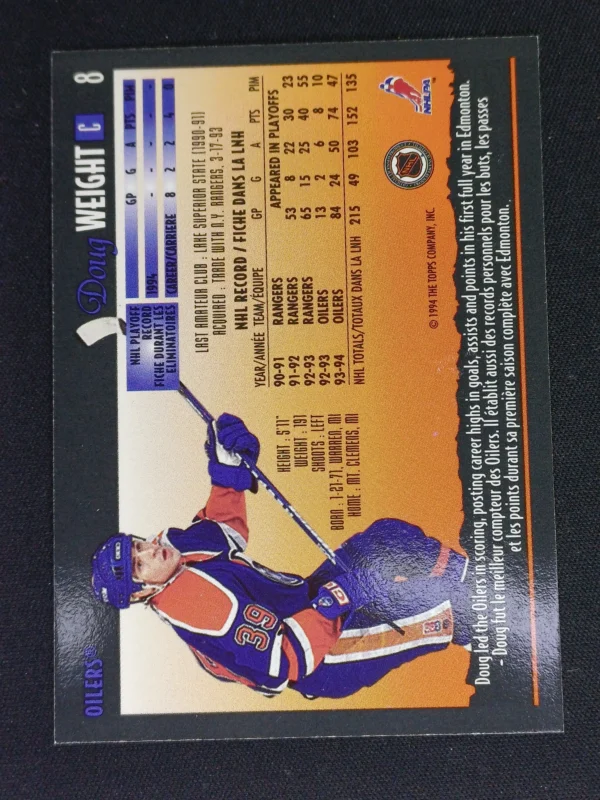 OILERS®
Doug WEIGHT C 8
NHL PLAYOFF RECORD GP G A PTS PIM
FICHE DURANT LES ELIMINATOIRES
1994 - - - - -
CAREER/CARRIERE 8 2 2 4 0
LAST AMATEUR CLUB : LAKE SUPERIOR STATE (1990-91)
ACQUIRED : TRADE WITH N.Y. RANGERS, 3-17-93
NHL RECORD / FICHE DANS LA LNH
YEAR/ANNÉE TEAM/ÉQUIPE GP G A PTS PIM
90-91 RANGERS APPEARED IN PLAYOFFS
91-92 RANGERS 53 8 22 30 23
92-93 RANGERS 65 15 25 40 55
92-93 OILERS 13 2 6 8 10
93-94 OILERS 84 24 50 74 47
NHL TOTALS/TOTAUX DANS LA LNH 215 49 103 152 135
HEIGHT : 5'11"
WEIGHT : 191
SHOOTS : LEFT
BORN : 1-21-71, WARREN, MI
HOME : MT. CLEMENS, MI
39
CCM
NHL
NHLPA
© 1994 THE TOPPS COMPANY, INC.
Doug led the Oilers in scoring, posting career highs in goals, assists and points in his first full year in Edmonton.
- Doug fut le meilleur compteur des Oilers. Il établit aussi des records personnels pour les buts, les passes
et les points durant sa première saison complète avec Edmonton.